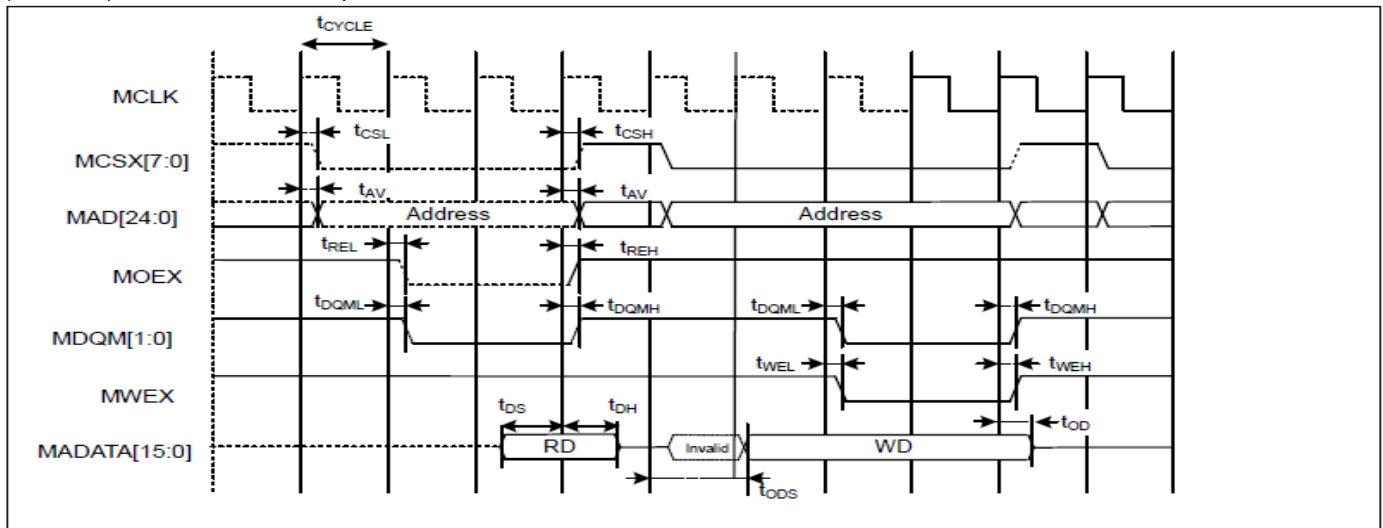 tCYCLE
MCLK
tCSL tCSH
MCSX[7:0]
tAV tAV
MAD[24:0] Address Address
tREL tREH
MOEX
tDQML tDQMH tDQML tDQMH
MDQM[1:0]
tWEL tWEH
MWEX
tDS tDH
tOD
MADATA[15:0] RD Invalid WD
tODS